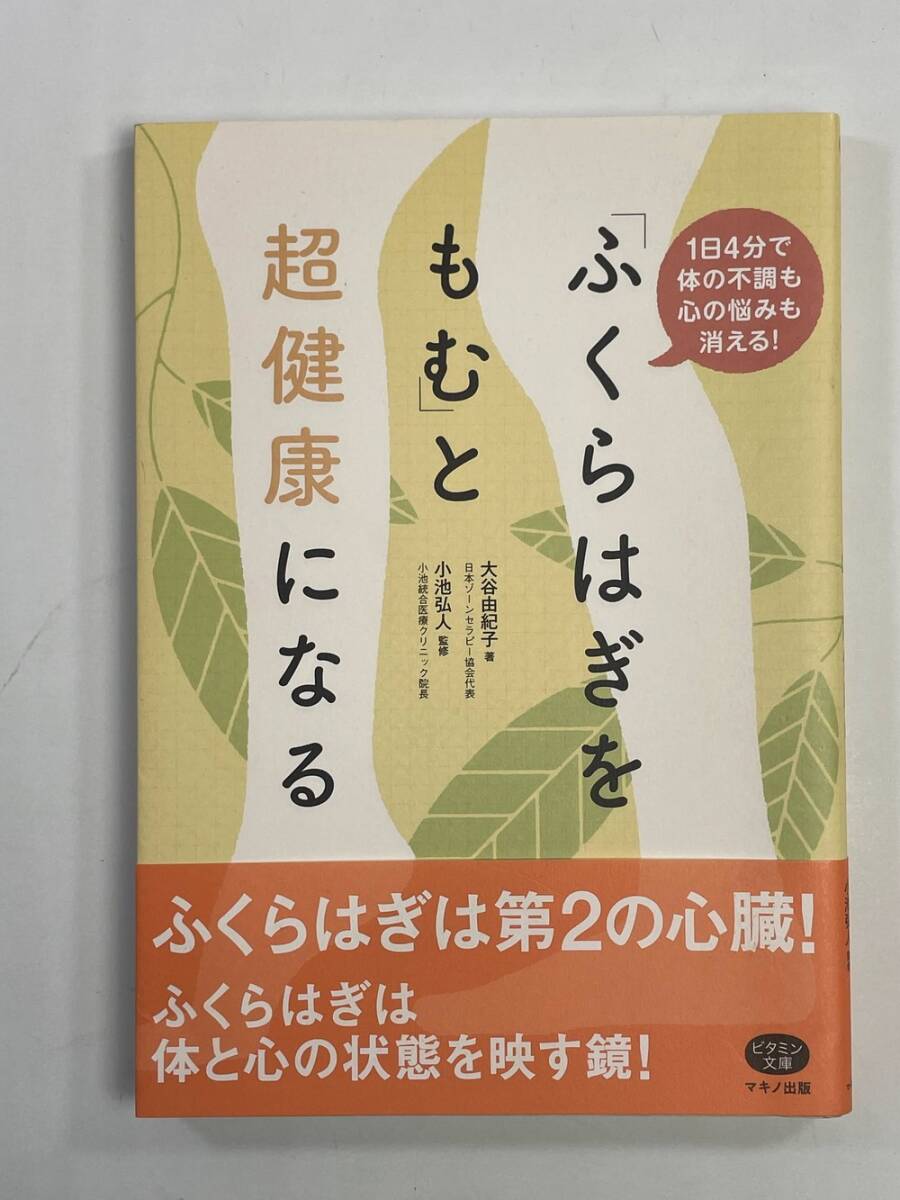 「ふくらはぎを
もむ」と
超健康になる
1日4分で
体の不調も
心の悩みも
消える!
大谷由紀子 著
日本ゾーンセラピー協会代表
小池弘人 監修
小池統合医療クリニック院長
ふくらはぎは第2の心臓!
ふくらはぎは
体と心の状態を映す鏡!
ビタミン
文庫
マキノ出版